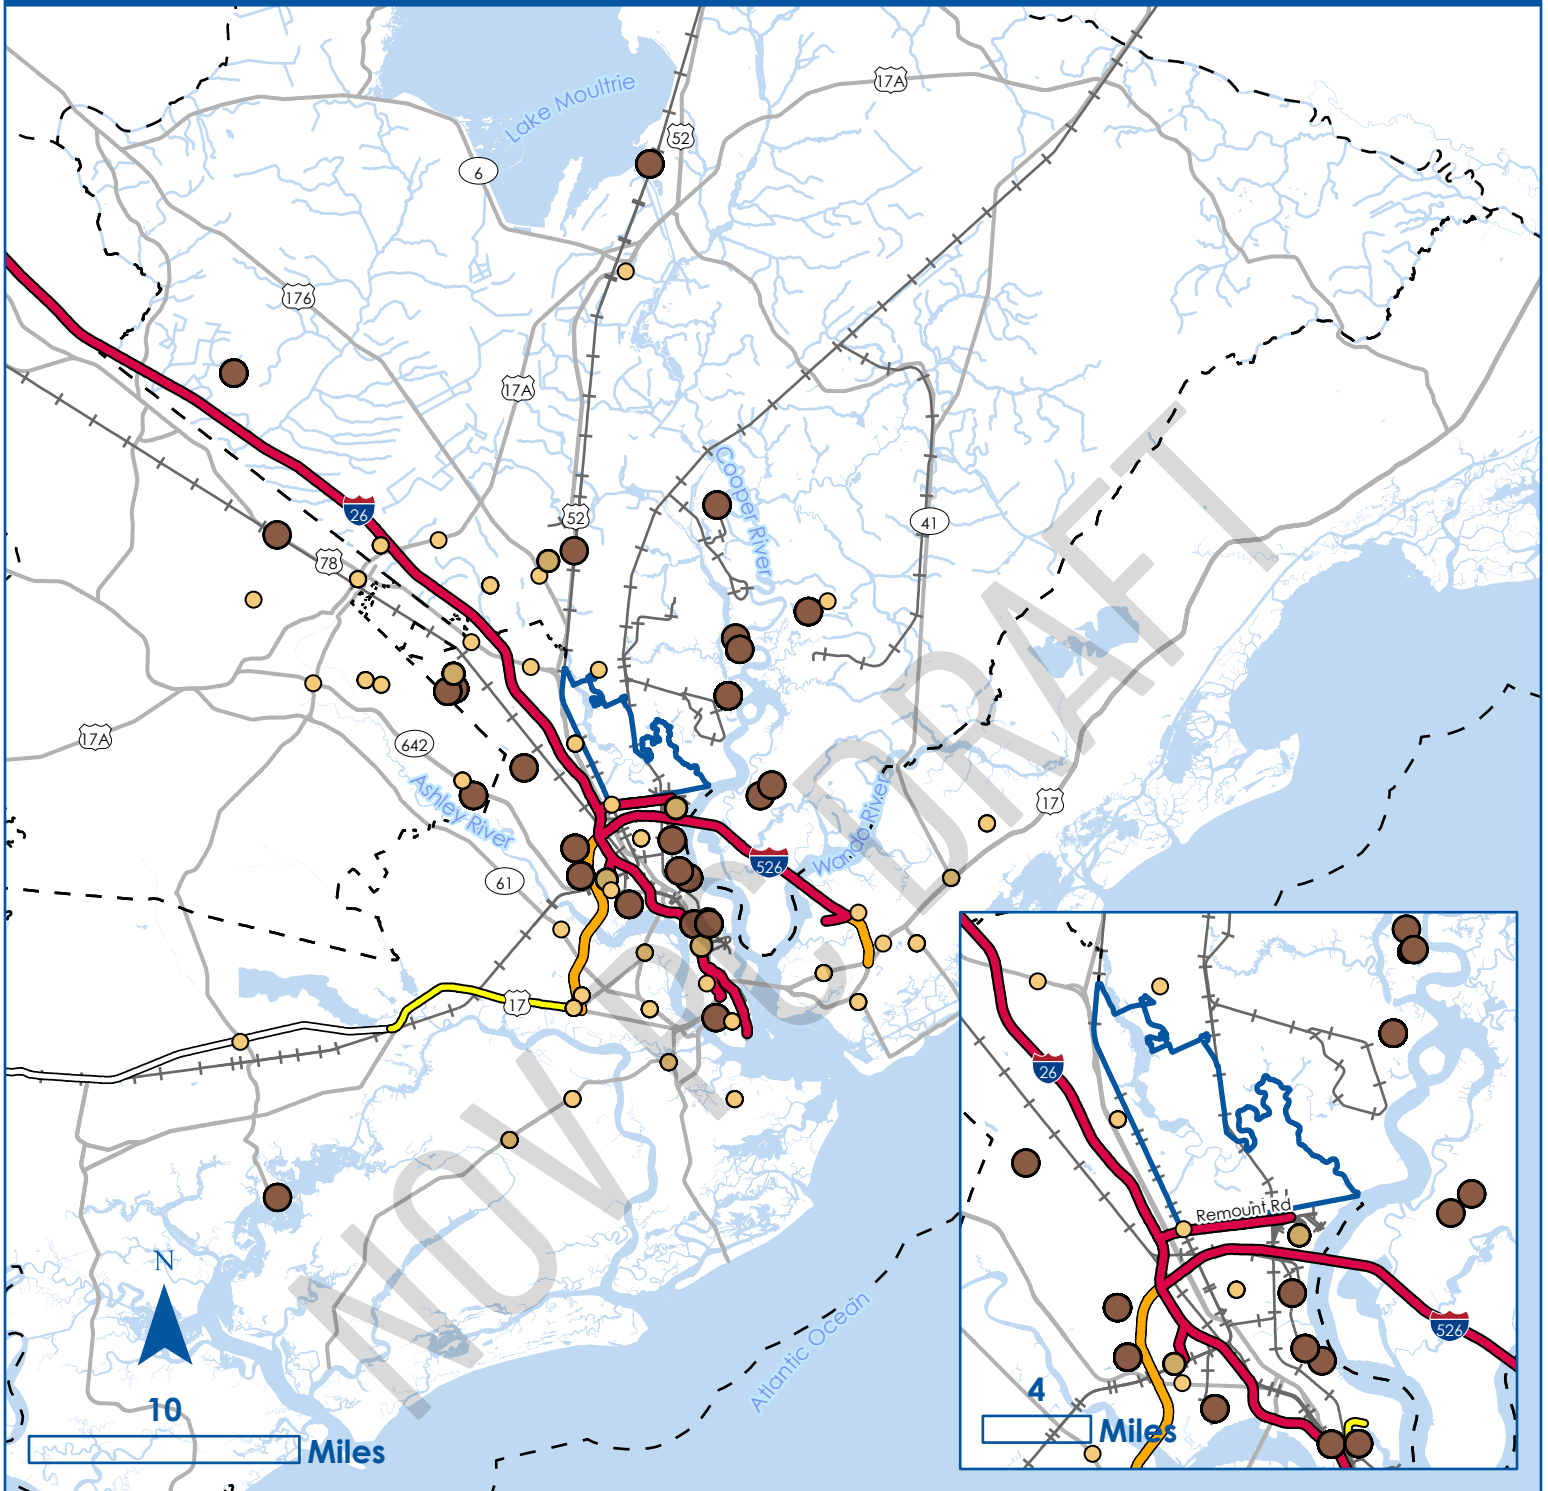 17A
Lake Moultrie
52
6
176
17A
Cooper River
26
52
41
78
17A
642
Ashley River
17
Wando River
526
61
17
NOV DRAFT
N
10
Miles
Atlantic Ocean
26
Remount Rd
526
4
Miles